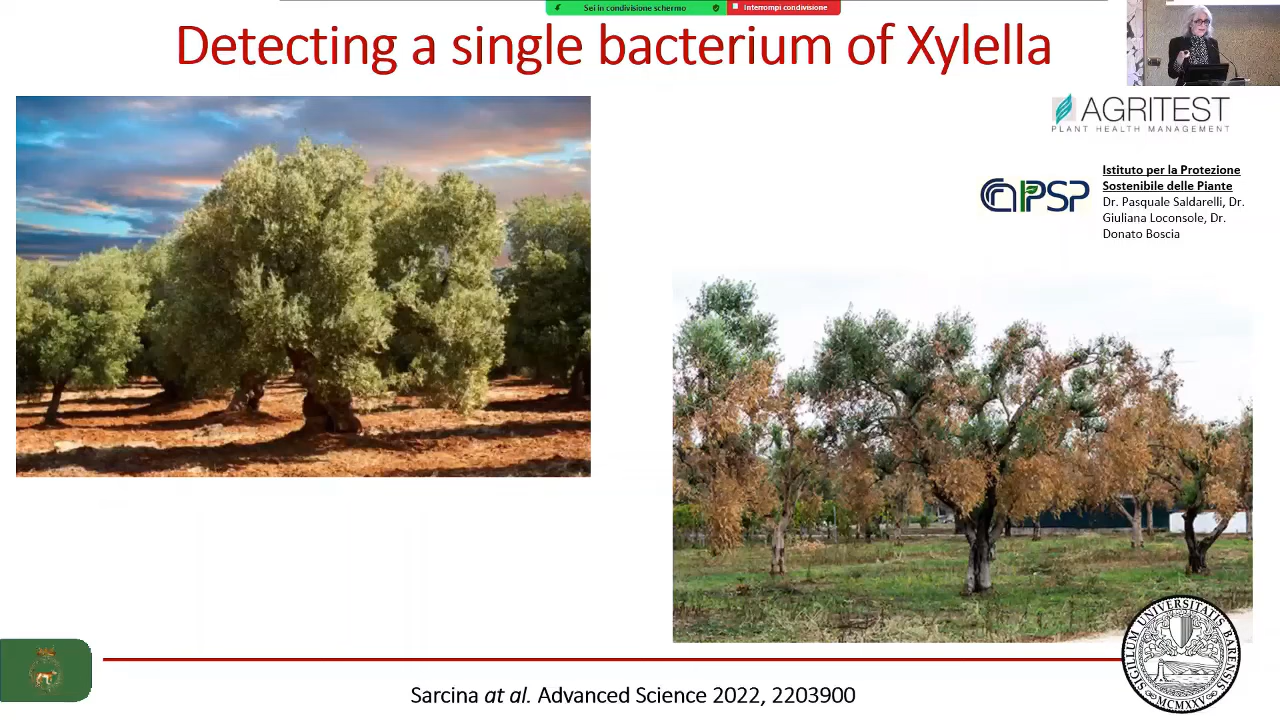 Sei in condivisione schermo
Interrompi condivisione
Detecting a single bacterium of Xylella
AGRITEST
PLANT HEALTH MANAGEMENT
IPSP
Istituto per la Protezione
Sostenibile delle Piante
Dr. Pasquale Saldarelli, Dr.
Giuliana Loconsole, Dr.
Donato Boscia
SIGILLUM UNIVERSITATIS BARENSIS
MCMXXV
Sarcina at al. Advanced Science 2022, 2203900